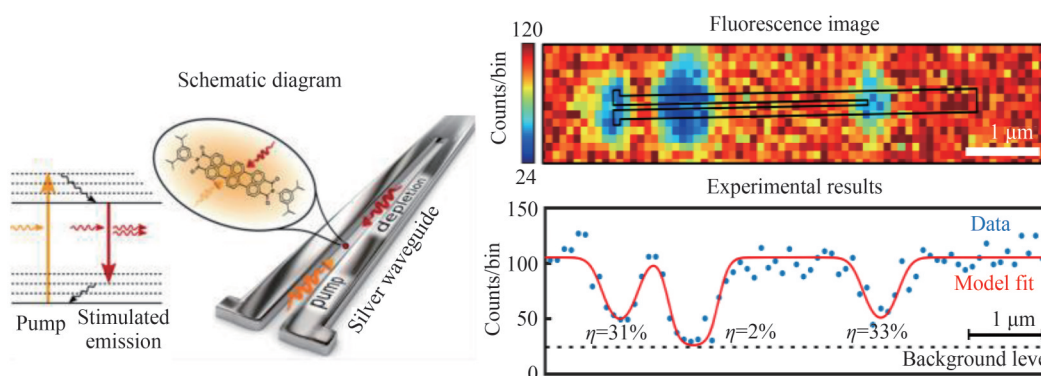 Schematic diagram
pump
depletion
Silver waveguide
Pump
Stimulated
emission
Fluorescence image
120
Counts/bin
24
1 μm
Experimental results
150
100
50
0
Counts/bin
Data
Model fit
η=31%
η=2%
η=33%
1 μm
Background leve